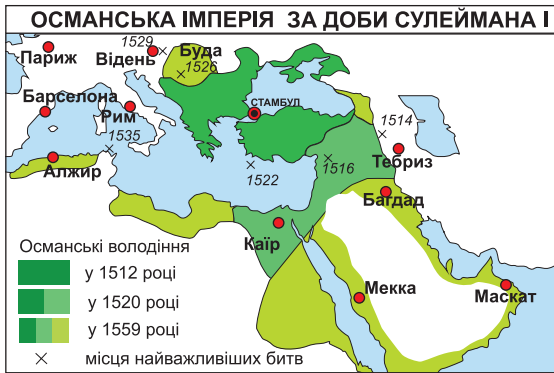 ОСМАНСЬКА ІМПЕРІЯ ЗА ДОБИ СУЛЕЙМАНА І
Париж
1529
Відень
Буда
1526
Барселона
Рим
СТАМБУЛ
1514
1535
Тебриз
1516
Алжир
1522
Багдад
Каїр
Мекка
Маскат
Османські володіння
у 1512 році
у 1520 році
у 1559 році
місця найважливіших битв